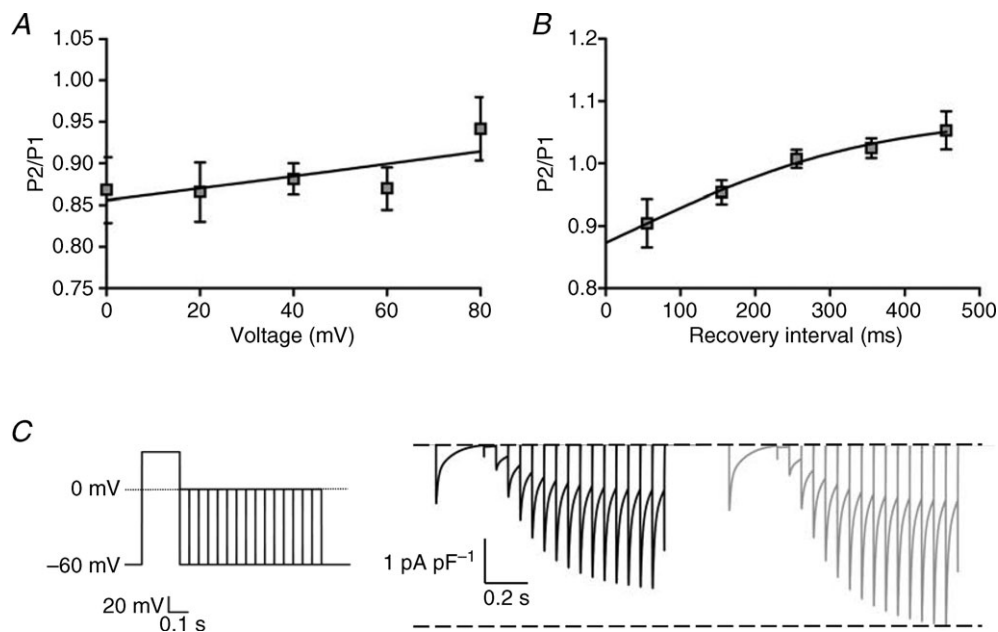 A
1.05
1.00
0.95
0.90
0.85
0.80
0.75
P2/P1
0
20
40
60
80
Voltage (mV)
B
1.2
1.1
1.0
0.9
0.8
P2/P1
0
100
200
300
400
500
Recovery interval (ms)
C
0 mV
−60 mV
20 mV
0.1 s
1 pA pF⁻¹
0.2 s